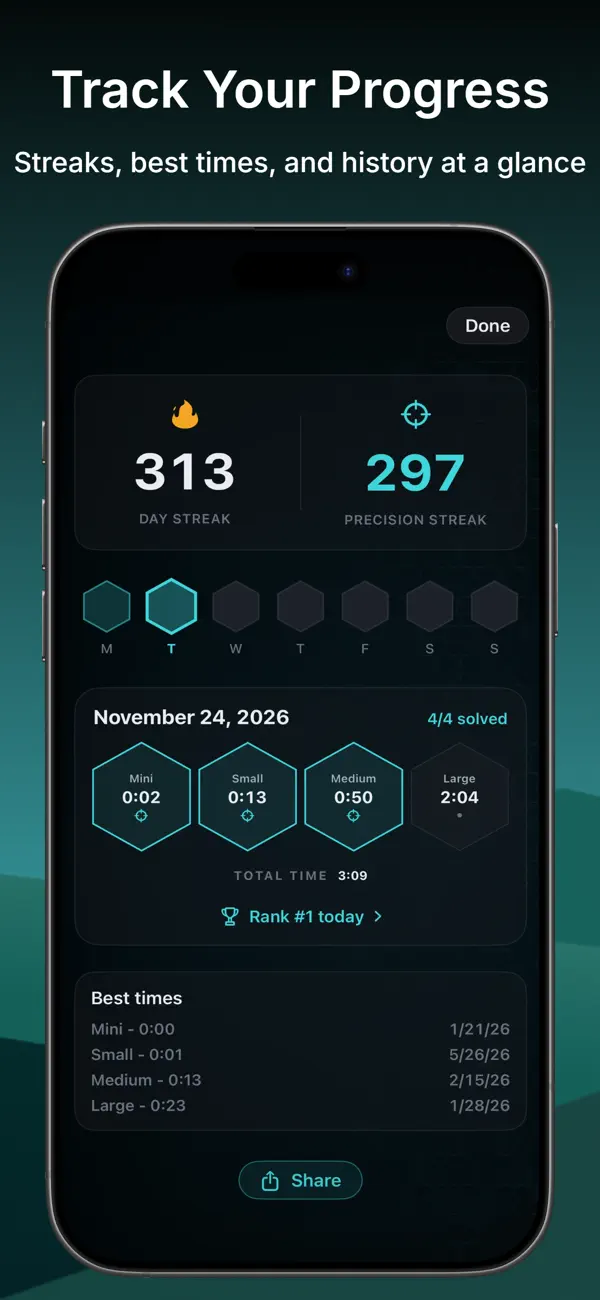 Track Your Progress
Streaks, best times, and history at a glance
Done
313 297
DAY STREAK PRECISION STREAK
M T W T F S S
November 24, 2026 4/4 solved
Mini Small Medium Large
0:02 0:13 0:50 2:04
TOTAL TIME 3:09
Rank #1 today
Best times
Mini - 0:00 1/21/26
Small - 0:01 5/26/26
Medium - 0:13 2/15/26
Large - 0:23 1/28/26
Share